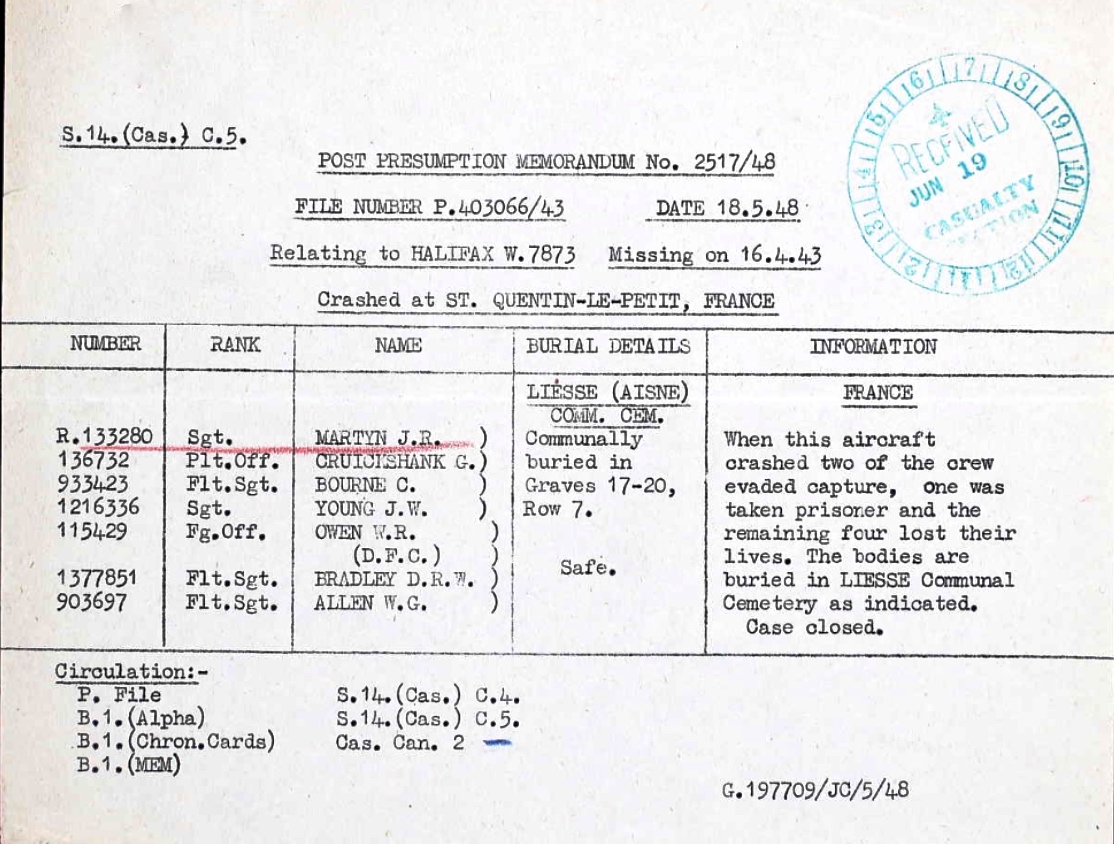 S.14.(Cas.) C.5.
POST PRESUMPTION MEMORANDUM No. 2517/48
FILE NUMBER P.403066/43 DATE 18.5.48
Relating to HALIFAX W.7873 Missing on 16.4.43
Crashed at ST. QUENTIN-LE-PETIT, FRANCE
RECEIVED
JUN 19
CASUALTY
NUMBER RANK NAME BURIAL DETAILS INFORMATION
LIESSE (AISNE) FRANCE
COMM. CEM.
R.133280 Sgt. MARTYN J.R. ) Communally When this aircraft
136732 Plt.Off. CRUICKSHANK G.) buried in crashed two of the crew
933423 Flt.Sgt. BOURNE C. ) Graves 17-20, evaded capture, one was
1216336 Sgt. YOUNG J.W. ) Row 7. taken prisoner and the
115429 Fg.Off. OWEN W.R. ) remaining four lost their
(D.F.C.) ) Safe. lives. The bodies are
1377851 Flt.Sgt. BRADLEY D.R.W. ) buried in LIESSE Communal
903697 Flt.Sgt. ALLEN W.G. ) Cemetery as indicated.
Case closed.
Circulation:-
P. File S.14.(Cas.) C.4.
B.1.(Alpha) S.14.(Cas.) C.5.
B.1.(Chron.Cards) Cas. Can. 2
B.1.(MEM)
G.197709/JC/5/48